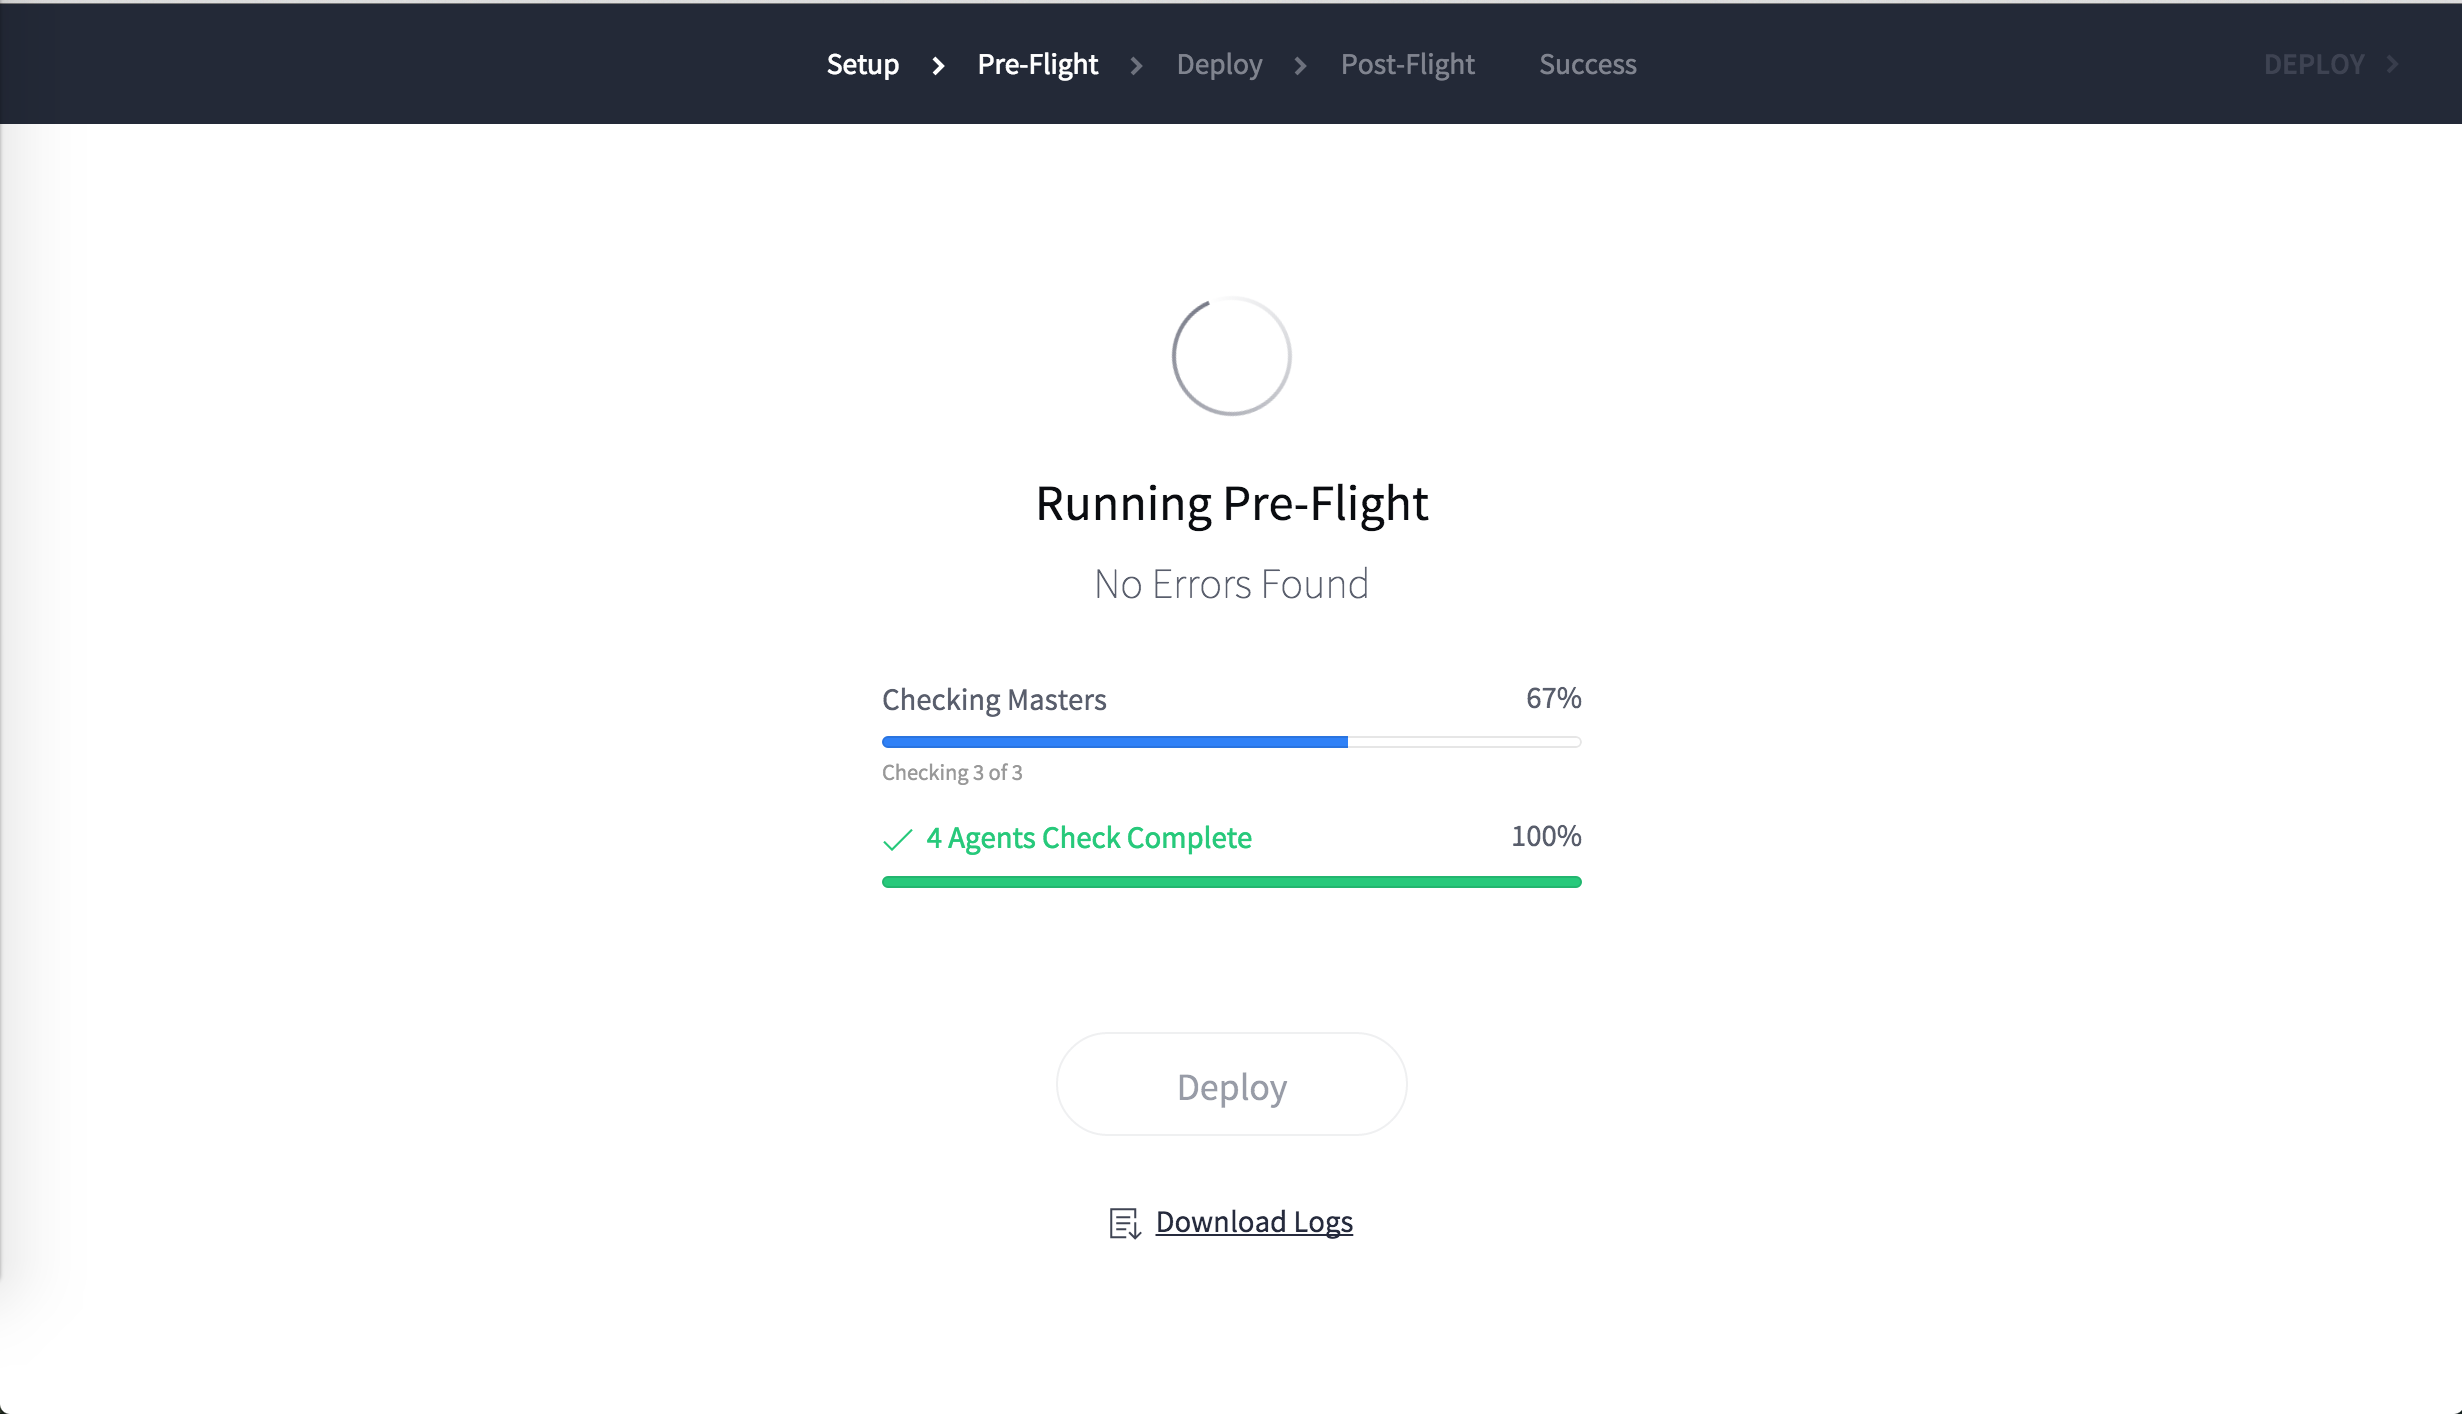 Setup Pre-Flight Deploy Post-Flight Success DEPLOY
Running Pre-Flight
No Errors Found
Checking Masters 67%
Checking 3 of 3
4 Agents Check Complete 100%
Deploy
Download Logs